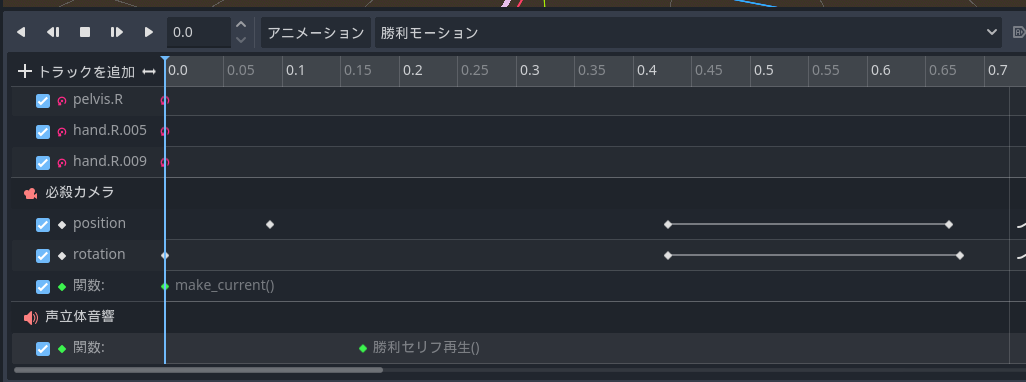 0.0 アニメーション 勝利モーション
トラックを追加 0.0 0.05 0.1 0.15 0.2 0.25 0.3 0.35 0.4 0.45 0.5 0.55 0.6 0.65 0.7
pelvis.R
hand.R.005
hand.R.009
必殺カメラ
position
rotation
関数: make_current()
声立体音響
関数: 勝利セリフ再生()